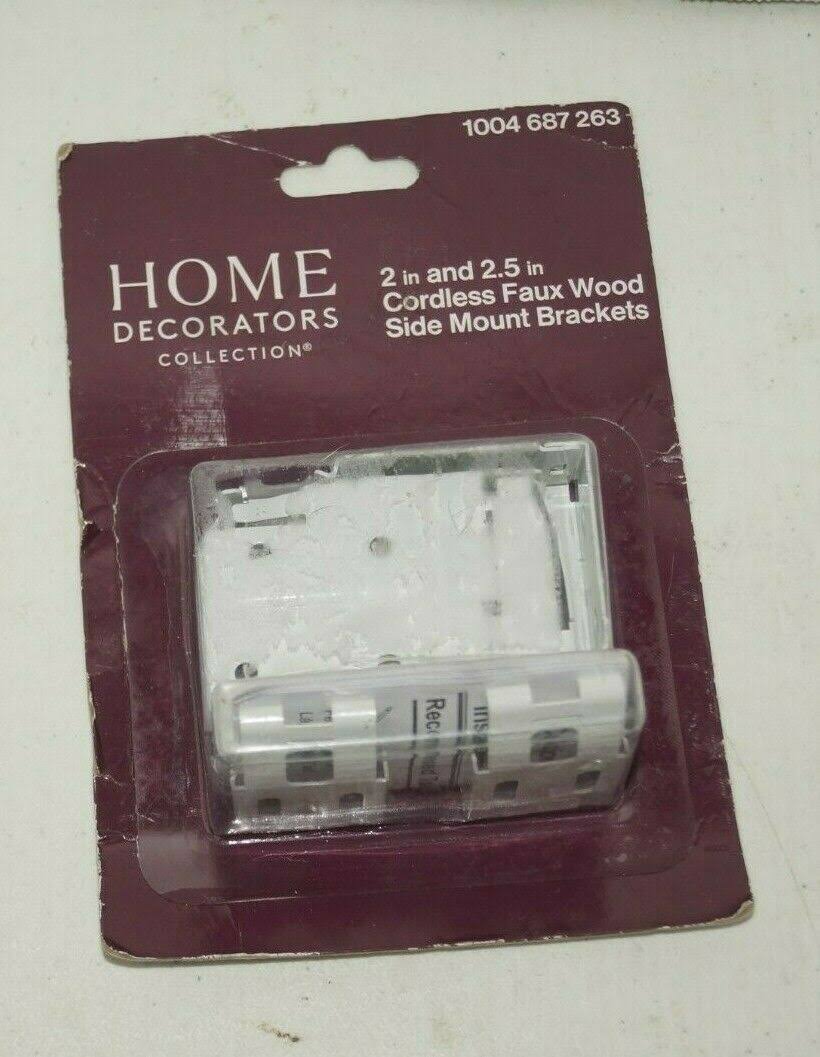 1004 687 263
HOME
DECORATORS
COLLECTION®
2 in and 2.5 in
Cordless Faux Wood
Side Mount Brackets